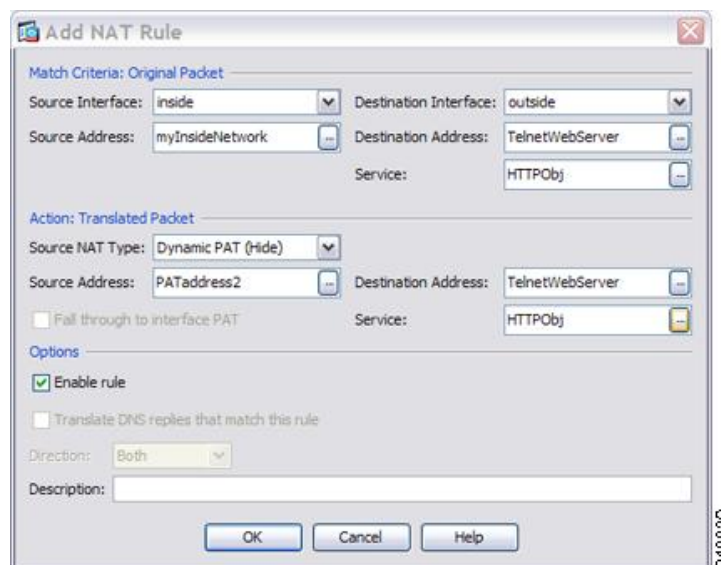 Add NAT Rule
Match Criteria: Original Packet
Source Interface: inside Destination Interface: outside
Source Address: myInsideNetwork ... Destination Address: TelnetWebServer ...
Service: HTTPObj ...
Action: Translated Packet
Source NAT Type: Dynamic PAT (Hide)
Source Address: PATaddress2 ... Destination Address: TelnetWebServer ...
Fall through to interface PAT Service: HTTPObj ...
Options
Enable rule
Translate DNS replies that match this rule
Direction: Both
Description:
OK Cancel Help